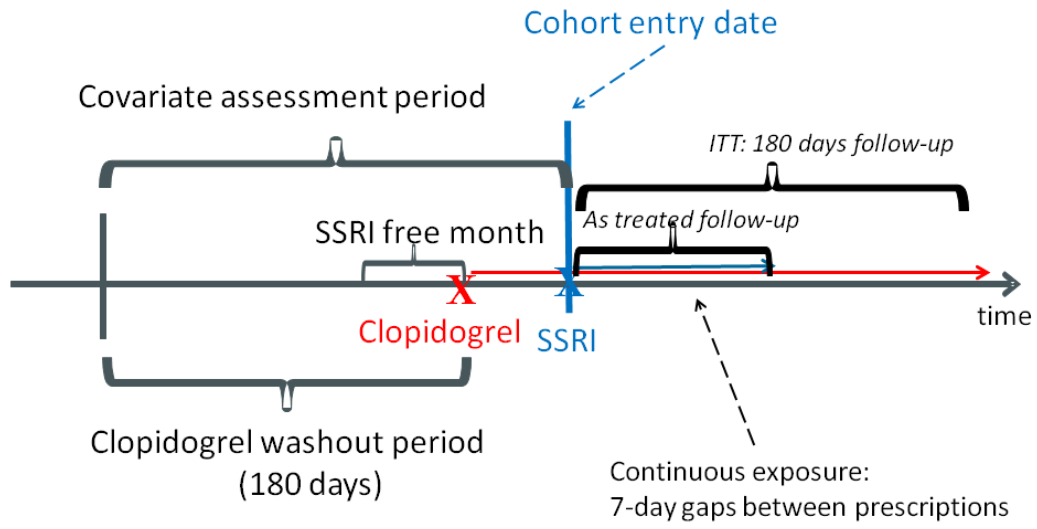 Cohort entry date
Covariate assessment period
ITT: 180 days follow-up
As treated follow-up
SSRI free month
X
X
time
Clopidogrel
SSRI
Clopidogrel washout period
(180 days)
Continuous exposure:
7-day gaps between prescriptions